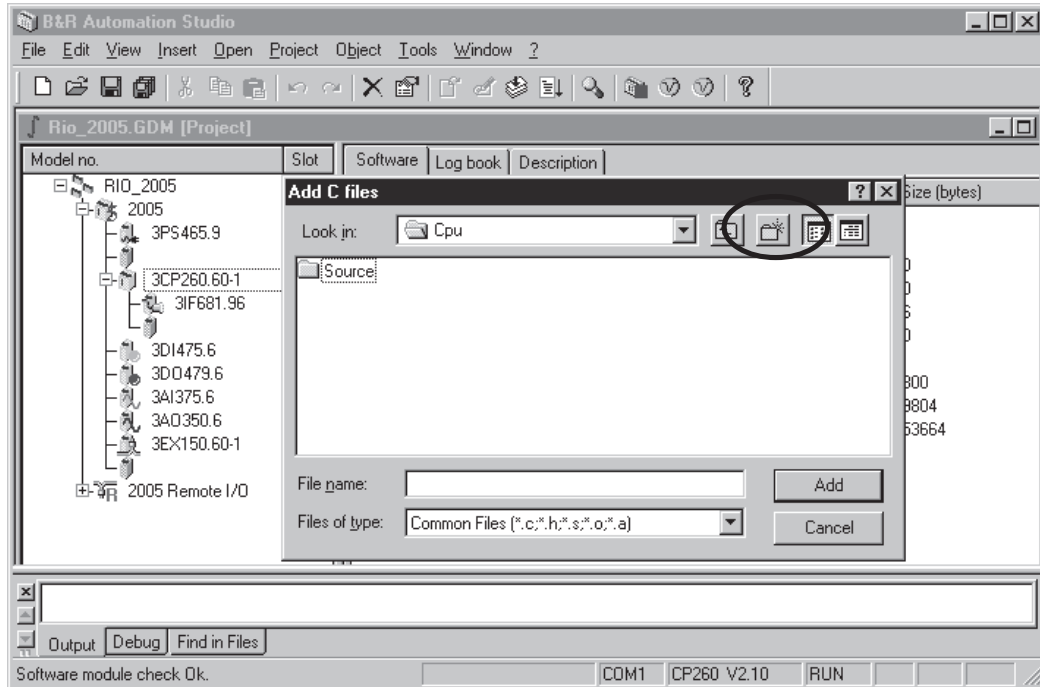 B&R Automation Studio
File Edit View Insert Open Project Object Tools Window ?
Rio_2005.GDM [Project]
Model no. Slot Software Log book Description
RIO_2005
2005
3PS465.9
3CP260.60-1
3IF681.96
3DI475.6
3DO479.6
3AI375.6
3AO350.6
3EX150.60-1
2005 Remote I/O
Size (bytes)
800
9804
53664
Add C files
Look in: Cpu
Source
File name: Add
Files of type: Common Files (*.c;*.h;*.s;*.o;*.a) Cancel
Output Debug Find in Files
Software module check Ok. COM1 CP260 V2.10 RUN